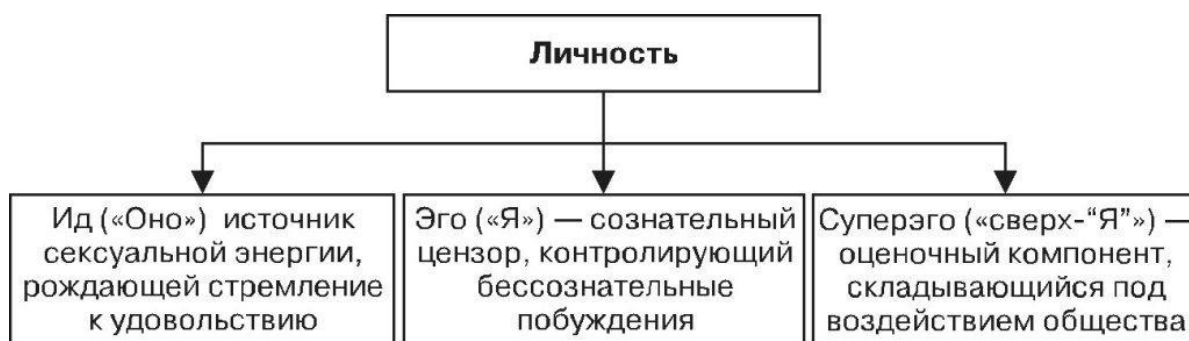 Личность
Ид («Оно») источник
сексуальной энергии,
рождающей стремление
к удовольствию
Эго («Я») — сознательный
цензор, контролирующий
бессознательные
побуждения
Суперэго («сверх-“Я”») —
оценочный компонент,
складывающийся под
воздействием общества